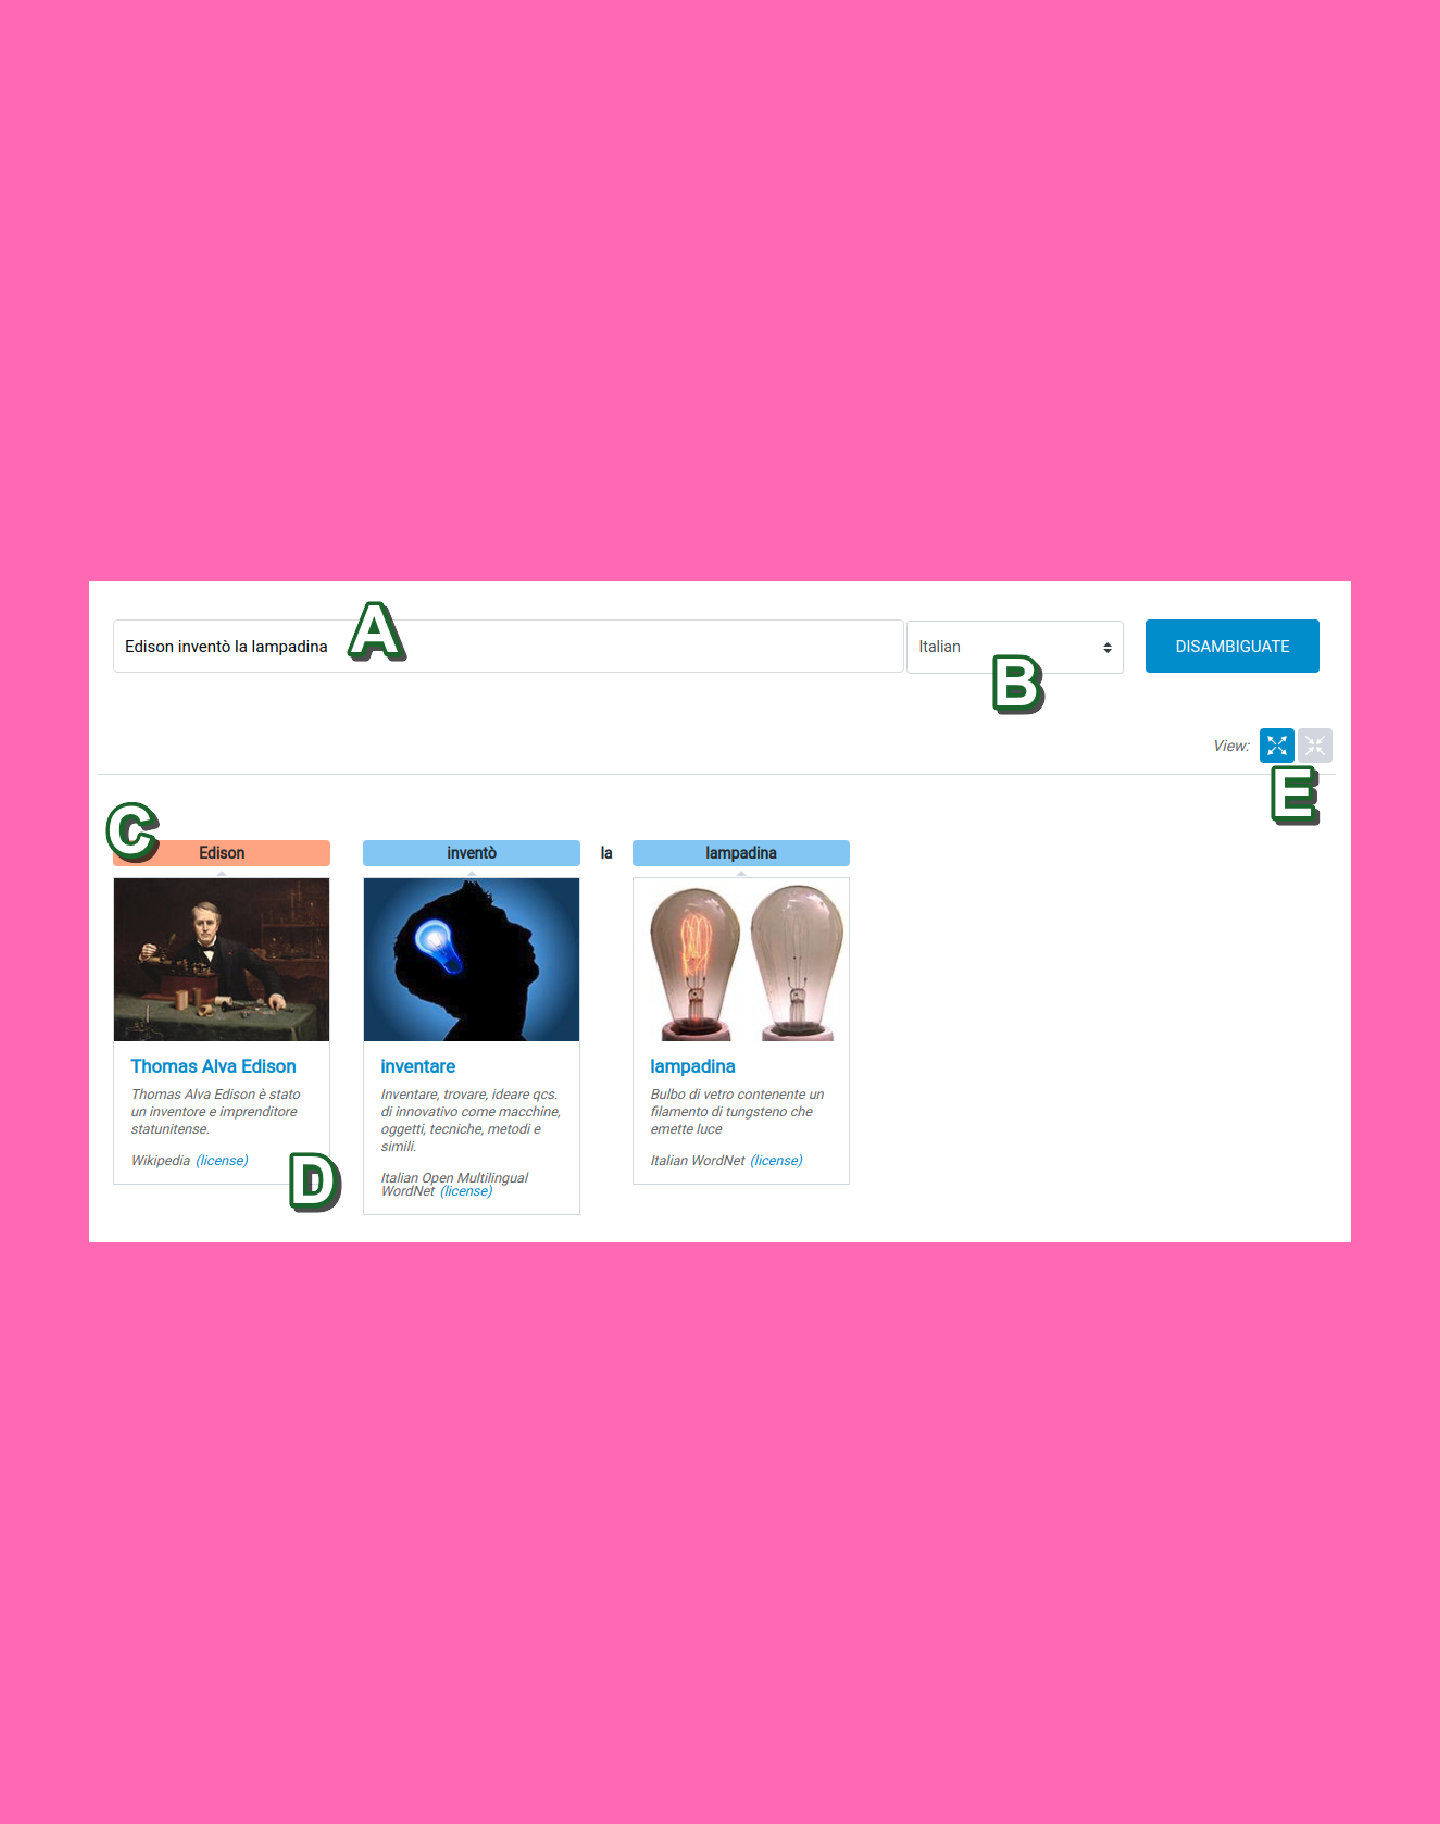 A
Edison inventò la lampadina
Italian
DISAMBIGUATE
B
View:
E
C
Edison
inventò
la
lampadina
Thomas Alva Edison
Thomas Alva Edison è stato
un inventore e imprenditore
statunitense.
Wikipedia (license)
D
inventare
Inventare, trovare, ideare qcs.
di innovativo come macchine,
oggetti, tecniche, metodi e
simili.
Italian Open Multilingual
WordNet (license)
lampadina
Bulbo di vetro contenente un
filamento di tungsteno che
emette luce
Italian WordNet (license)